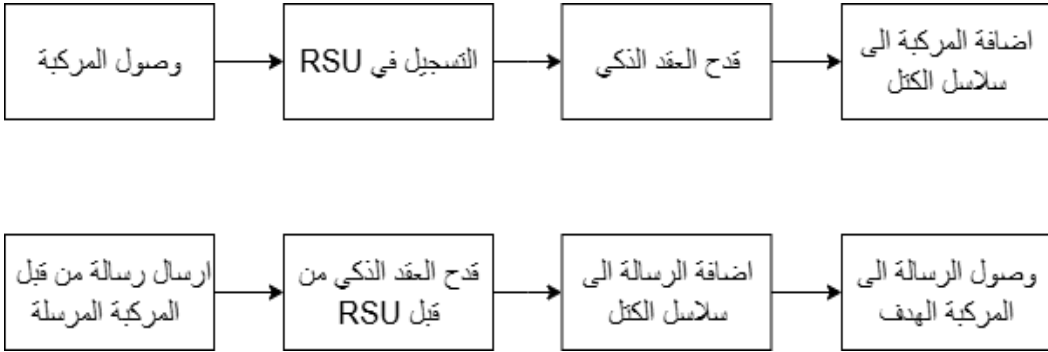 وصول المركبة
التسجيل في RSU
قدح العقد الذكي
اضافة المركبة الى
سلاسل الكتل
ارسال رسالة من قبل
المركبة المرسلة
قدح العقد الذكي من
قبل RSU
اضافة الرسالة الى
سلاسل الكتل
وصول الرسالة الى
المركبة الهدف